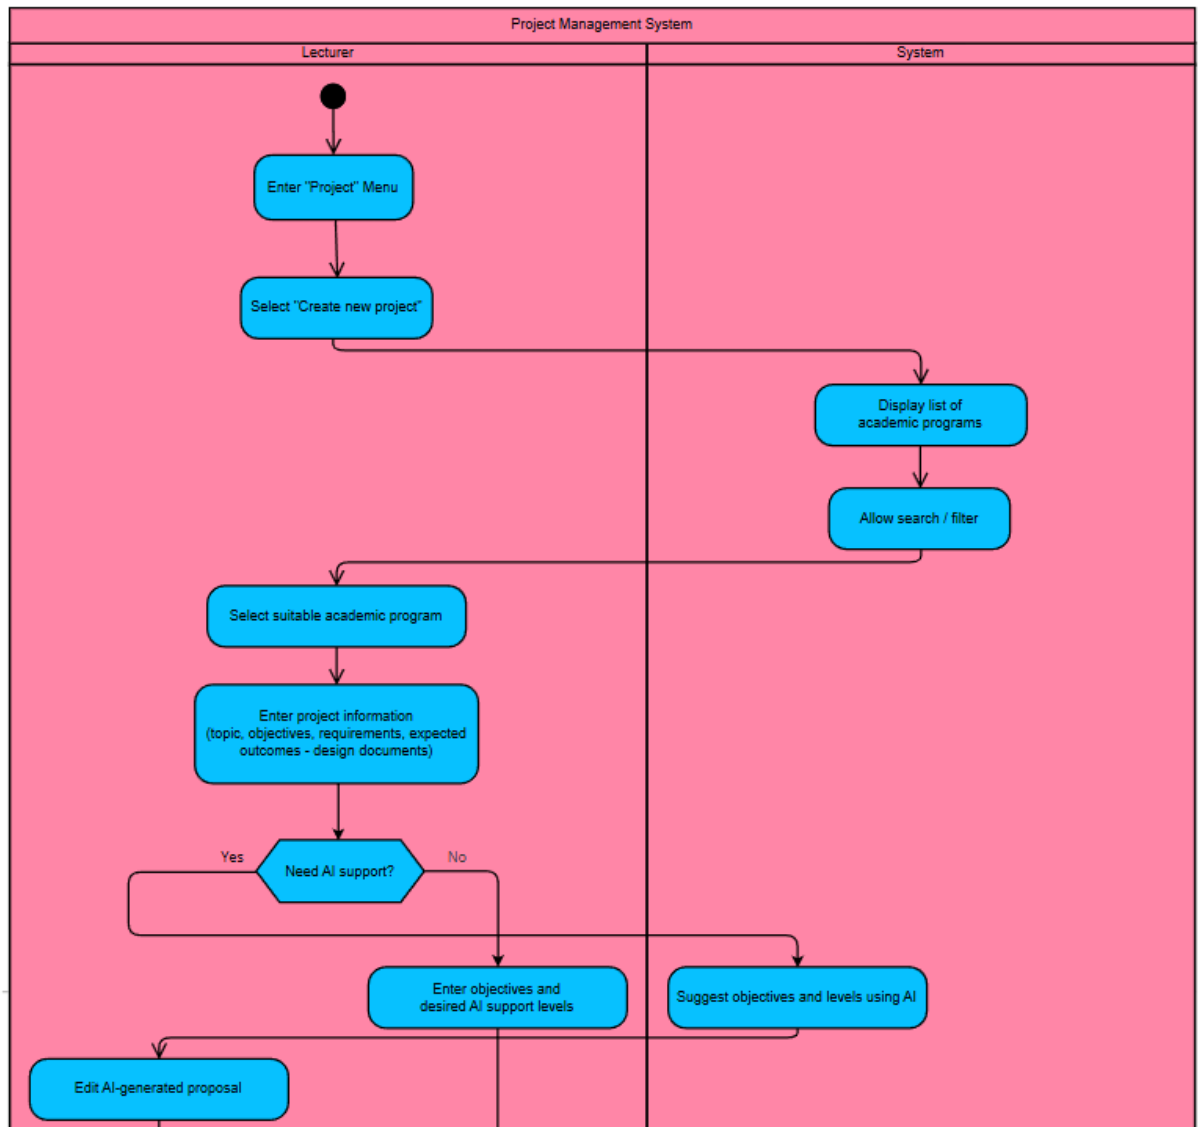 Project Management System
Lecturer
System
Enter "Project" Menu
Select "Create new project"
Display list of
academic programs
Allow search / filter
Select suitable academic program
Enter project information
(topic, objectives, requirements, expected
outcomes - design documents)
Yes
Need AI support?
No
Enter objectives and
desired AI support levels
Suggest objectives and levels using AI
Edit AI-generated proposal